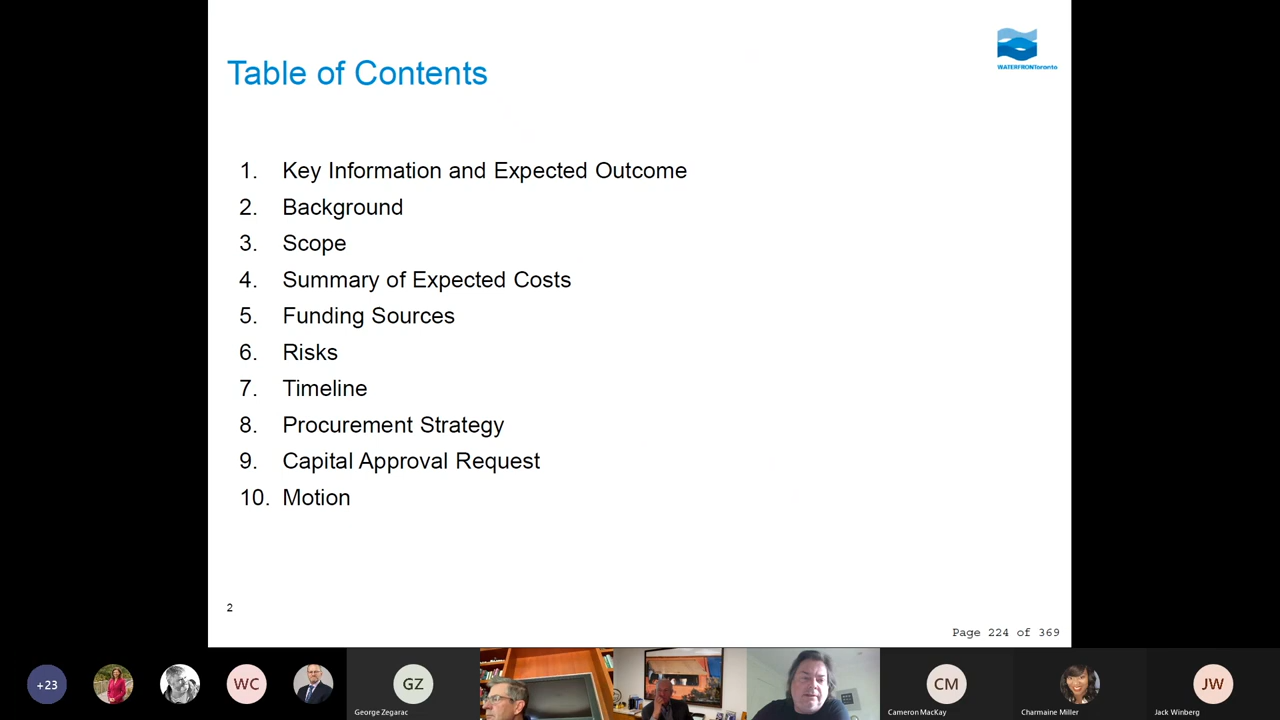 Table of Contents
WATERFRONToronto
1. Key Information and Expected Outcome
2. Background
3. Scope
4. Summary of Expected Costs
5. Funding Sources
6. Risks
7. Timeline
8. Procurement Strategy
9. Capital Approval Request
10. Motion
2
Page 224 of 369
+23
WC
GZ
CM
JW
George Zegarac
Cameron MacKay
Charmaine Miller
Jack Winberg